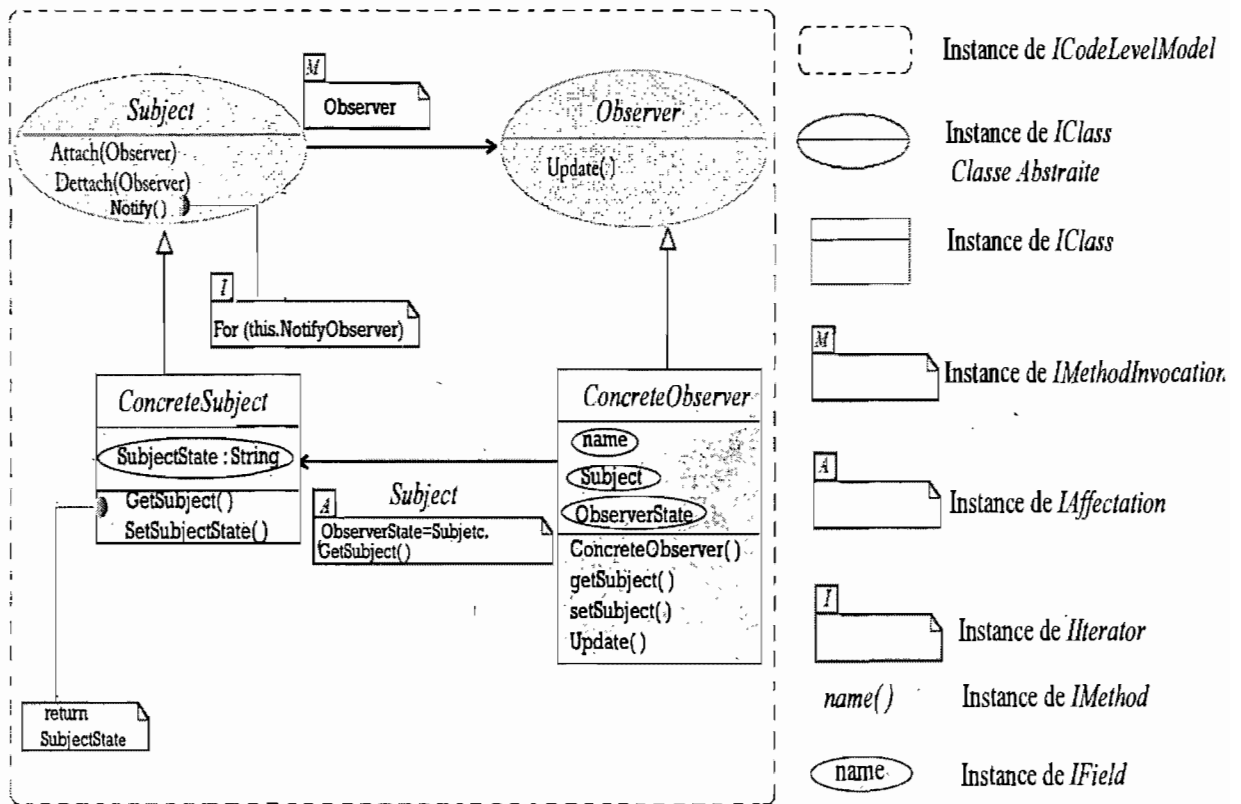 M
Observer
Subject
Attach(Observer)
Dettach(Observer)
Notify()
Observer
Update()
I
For (this.NotifyObserver)
ConcreteSubject
SubjectState : String
GetSubject()
SetSubjectState()
ConcreteObserver
name
Subject
ObserverState
ConcreteObserver()
getSubject()
setSubject()
Update()
Subject
A
ObserverState=Subjetc.
GetSubject()
return
SubjectState
Instance de ICodeLevelModel
Instance de IClass
Classe Abstraite
Instance de IClass
M
Instance de IMethodInvocation
A
Instance de IAffectation
I
Instance de IIterator
name()
Instance de IMethod
name
Instance de IField